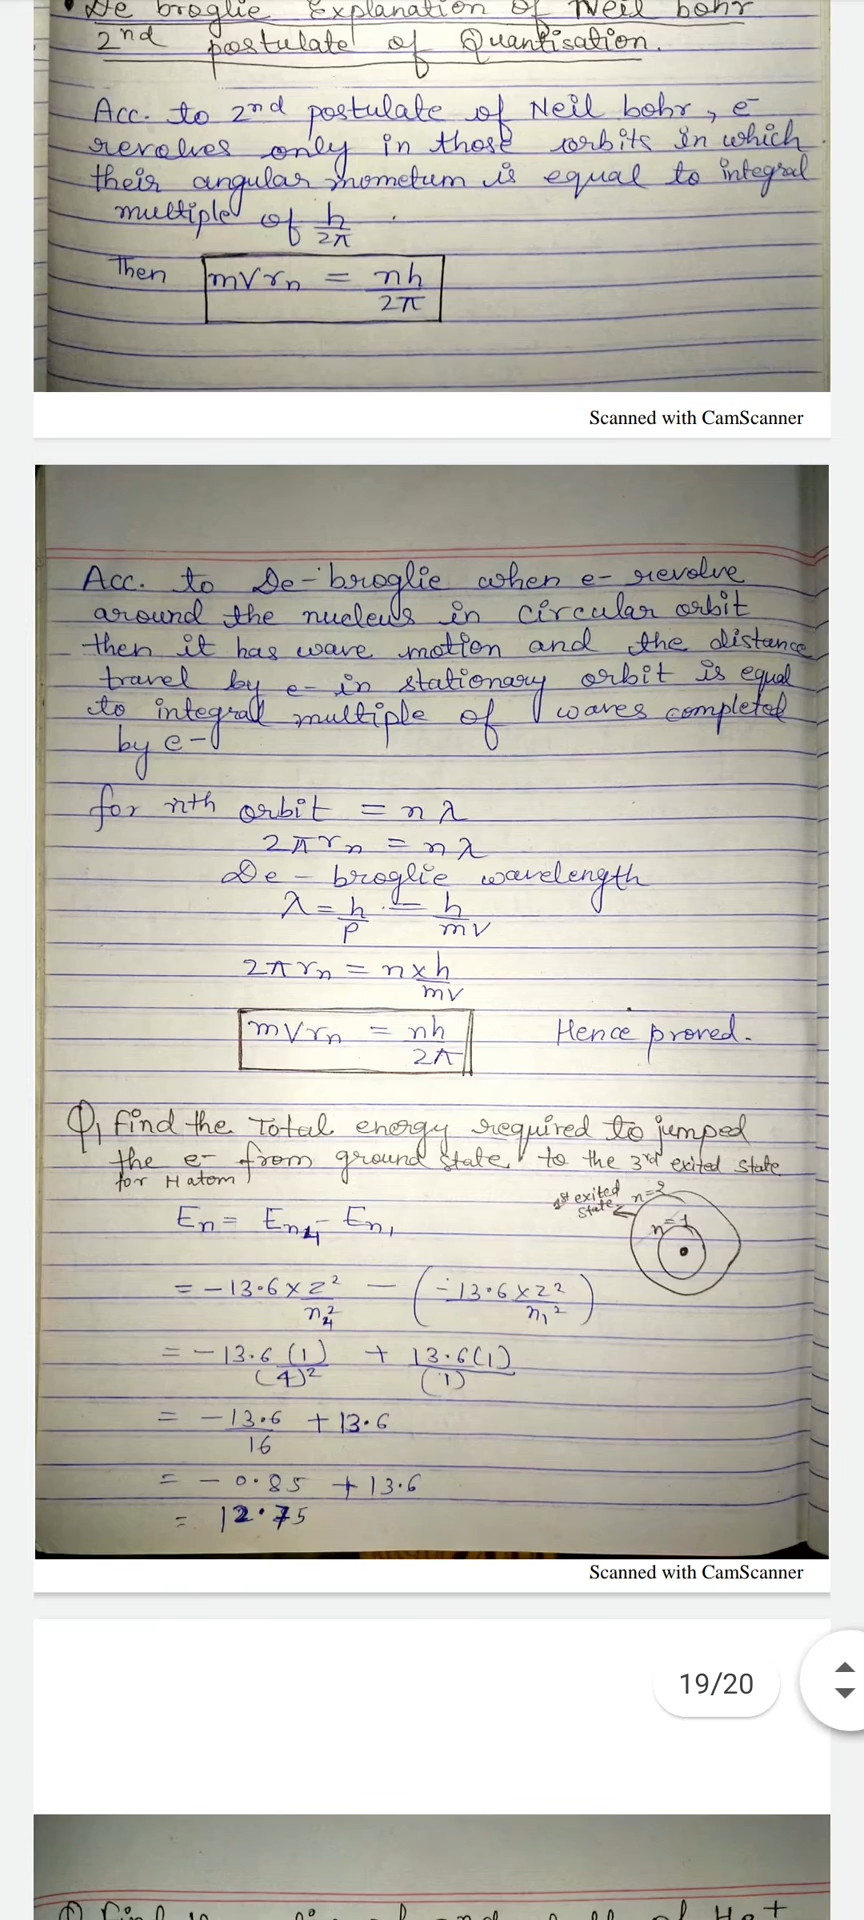 • De broglie Explanation of Neil bohr
2nd postulate of Quantisation.
Acc. to 2nd postulate of Neil bohr, e-
revolves only in those orbits in which
their angular mometum is equal to integral
multiple of h/2π
Then mvrn = nh/2π
Scanned with CamScanner
Acc. to De-broglie when e- revolve
around the nucleus in circular orbit
then it has wave motion and the distance
travel by e- in stationary orbit is equal
to integral multiple of waves completed
by e-
for nth orbit = nλ
2πrn = nλ
De-broglie wavelength
λ = h/p = h/mv
2πrn = n×h/mv
mvrn = nh/2π Hence proved.
Q1 find the Total energy required to jumped
the e- from ground state to the 3rd exited state
for H atom
1st exited state n=2
n=1
En = En4 - En1
= -13.6×z²/n4² - (-13.6×z²/n1²)
= -13.6(1)/(4)² + 13.6(1)/(1)
= -13.6/16 + 13.6
= -0.85 + 13.6
= 12.75
Scanned with CamScanner
19/20